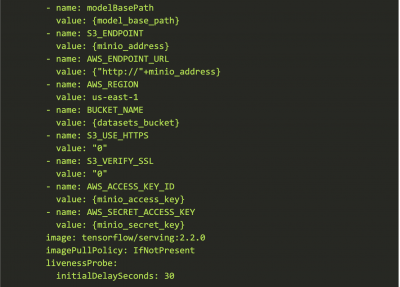 - name: modelBasePath
value: {model_base_path}
- name: S3_ENDPOINT
value: {minio_address}
- name: AWS_ENDPOINT_URL
value: {"http://"+minio_address}
- name: AWS_REGION
value: us-east-1
- name: BUCKET_NAME
value: {datasets_bucket}
- name: S3_USE_HTTPS
value: "0"
- name: S3_VERIFY_SSL
value: "0"
- name: AWS_ACCESS_KEY_ID
value: {minio_access_key}
- name: AWS_SECRET_ACCESS_KEY
value: {minio_secret_key}
image: tensorflow/serving:2.2.0
imagePullPolicy: IfNotPresent
livenessProbe:
initialDelaySeconds: 30